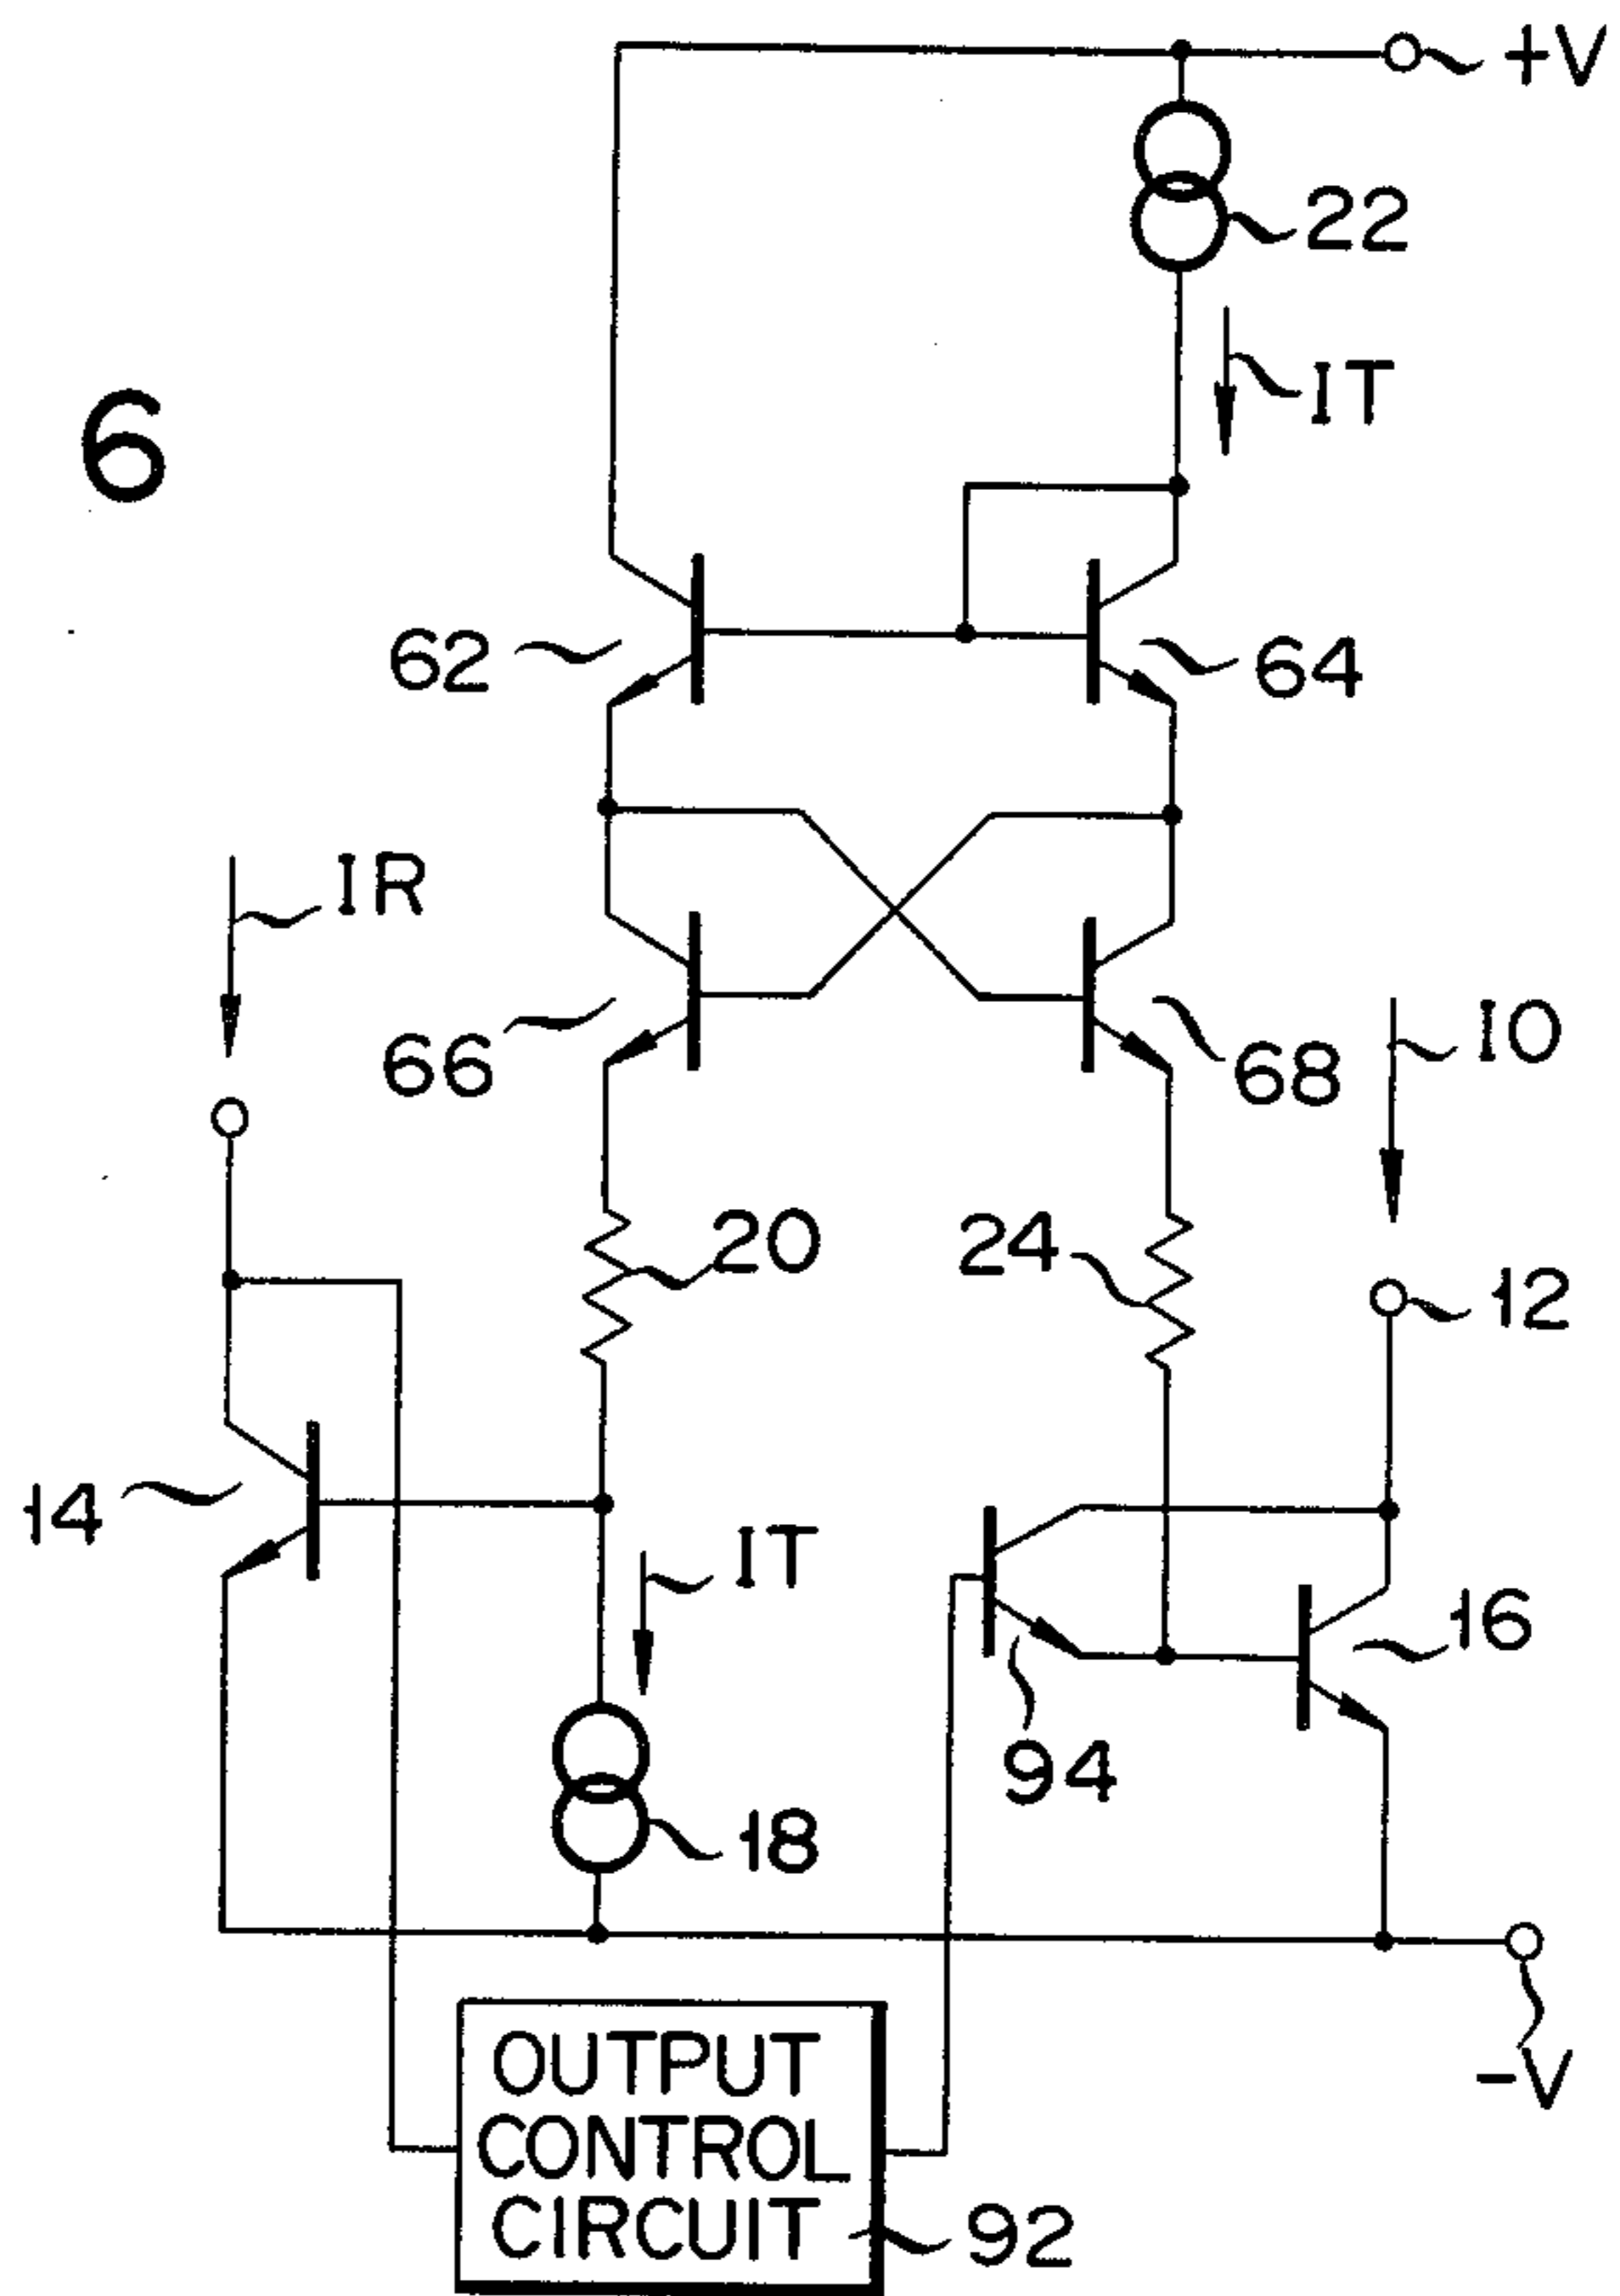 +V
22
IT
6
62
64
IR
66
68
IO
20
24
12
14
IT
16
94
18
-V
OUTPUT
CONTROL
CIRCUIT
92